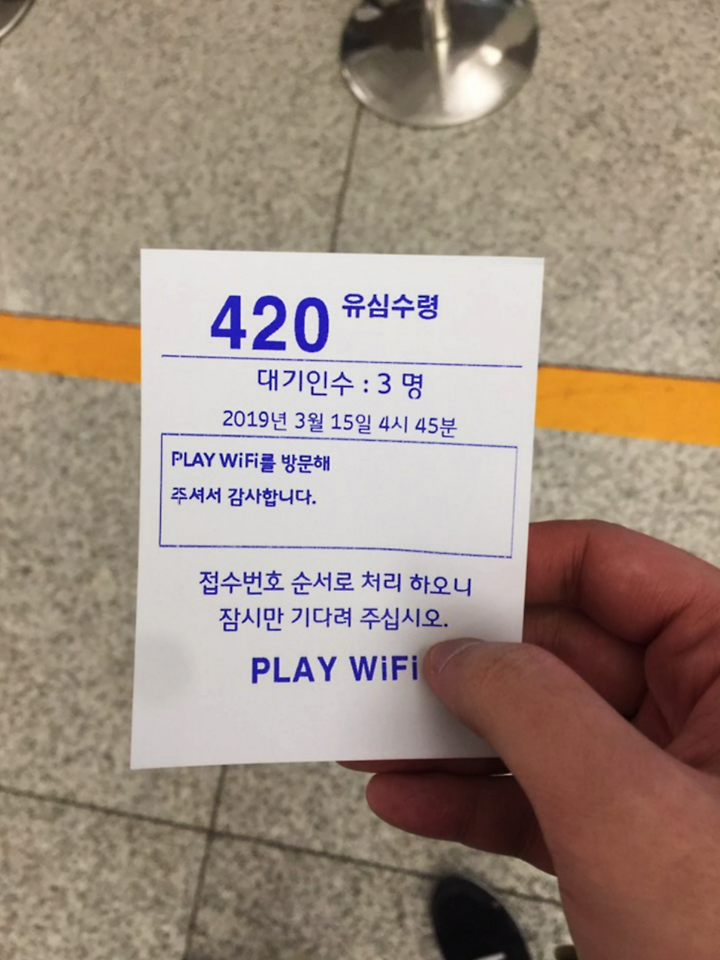 420 유심수령
대기인수 : 3 명
2019년 3월 15일 4시 45분
PLAY WiFi를 방문해
주셔서 감사합니다.
접수번호 순서로 처리 하오니
잠시만 기다려 주십시오.
PLAY WiFi